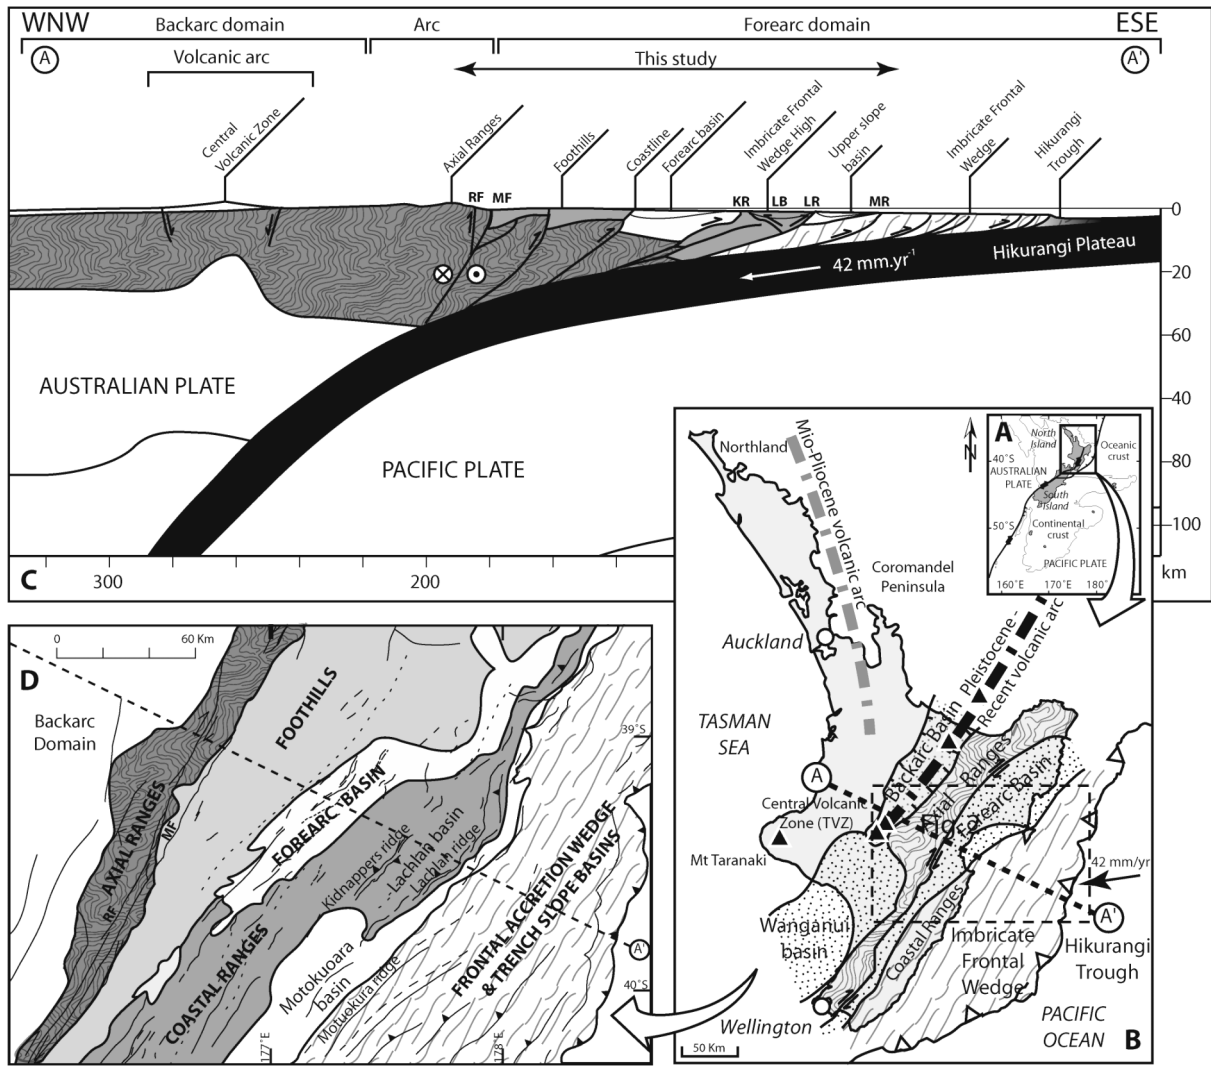 WNW
Backarc domain
Arc
Forearc domain
ESE
A
Volcanic arc
This study
A'
Central
Volcanic Zone
Axial Ranges
Foothills
Coastline
Forearc basin
Imbricate Frontal
Wedge High
Upper slope
basin
Imbricate Frontal
Wedge
Hikurangi
Trough
RF
MF
KR
LB
LR
MR
0
Hikurangi Plateau
42 mm.yr-1
20
60
AUSTRALIAN PLATE
40
PACIFIC PLATE
80
100
km
C
300
200
A
North
Island
Oceanic
crust
40°S
AUSTRALIAN
PLATE
South
Island
50°S
Continental
crust
PACIFIC PLATE
160°E
170°E
180°
N
Northland
Mio-Pliocene volcanic arc
Coromandel
Peninsula
Auckland
Pleistocene -
Recent volcanic arc
TASMAN
SEA
Backarc Basin
Axial Ranges
Forearc Basin
A
Central Volcanic
Zone (TVZ)
Mt Taranaki
42 mm/yr
A'
Wanganui
basin
Coastal Ranges
Imbricate
Frontal
Wedge
Hikurangi
Trough
Wellington
PACIFIC
OCEAN
50 Km
B
0
60 Km
D
Backarc
Domain
FOOTHILLS
39°S
AXIAL RANGES
MF
RF
FOREARC BASIN
Kidnappers ridge
Lachlan basin
Lachlan ridge
COASTAL RANGES
Motokuoara
basin
Motuokura ridge
FRONTAL ACCRETION WEDGE
& TRENCH SLOPE BASINS
A'
40°S
177°E
178°E